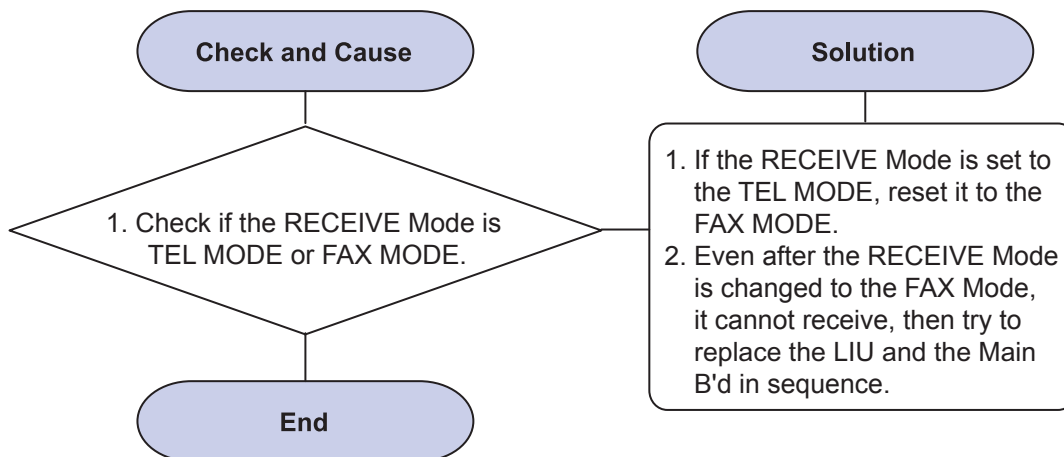 Check and Cause
1. Check if the RECEIVE Mode is
TEL MODE or FAX MODE.
End
Solution
1. If the RECEIVE Mode is set to
the TEL MODE, reset it to the
FAX MODE.
2. Even after the RECEIVE Mode
is changed to the FAX Mode,
it cannot receive, then try to
replace the LIU and the Main
B'd in sequence.